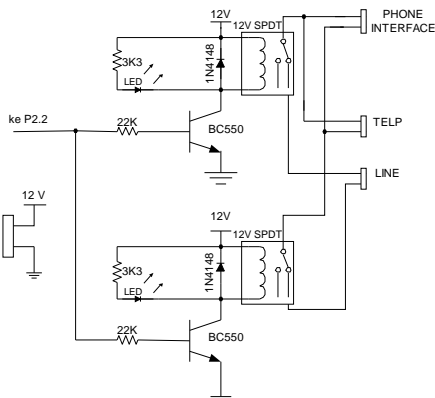 12V
12V SPDT
PHONE
INTERFACE
3K3
LED
1N4148
ke P2.2
22K
BC550
TELP
LINE
12 V
12V
12V SPDT
3K3
LED
1N4148
22K
BC550